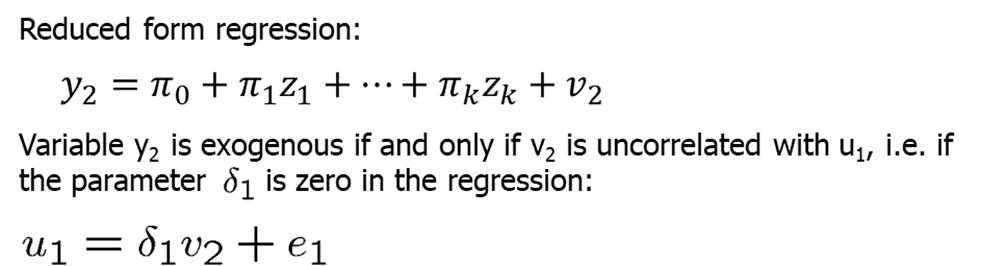 Reduced form regression:
y₂ = π₀ + π₁z₁ + ⋯ + πₖzₖ + v₂
Variable y₂ is exogenous if and only if v₂ is uncorrelated with u₁, i.e. if
the parameter δ₁ is zero in the regression:
u₁ = δ₁v₂ + e₁